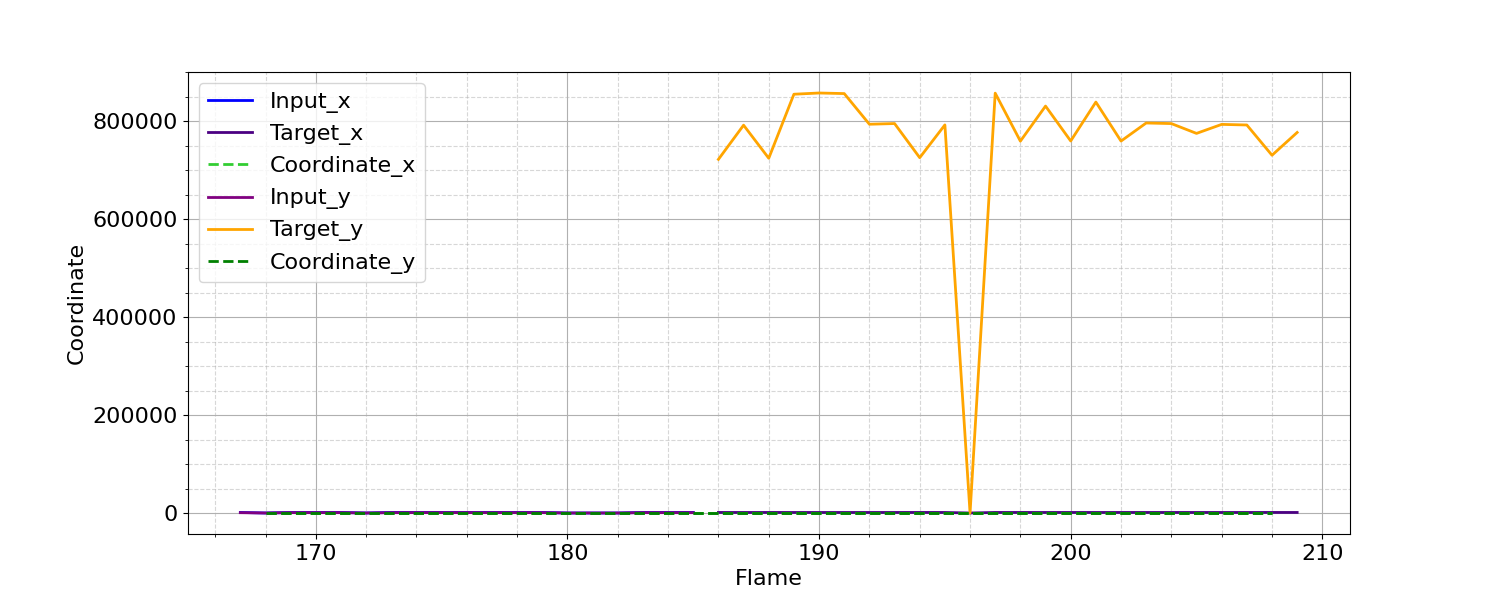 Input_x
Target_x
Coordinate_x
Input_y
Target_y
Coordinate_y
Coordinate
800000
600000
400000
200000
0
170 180 190 200 210
Flame